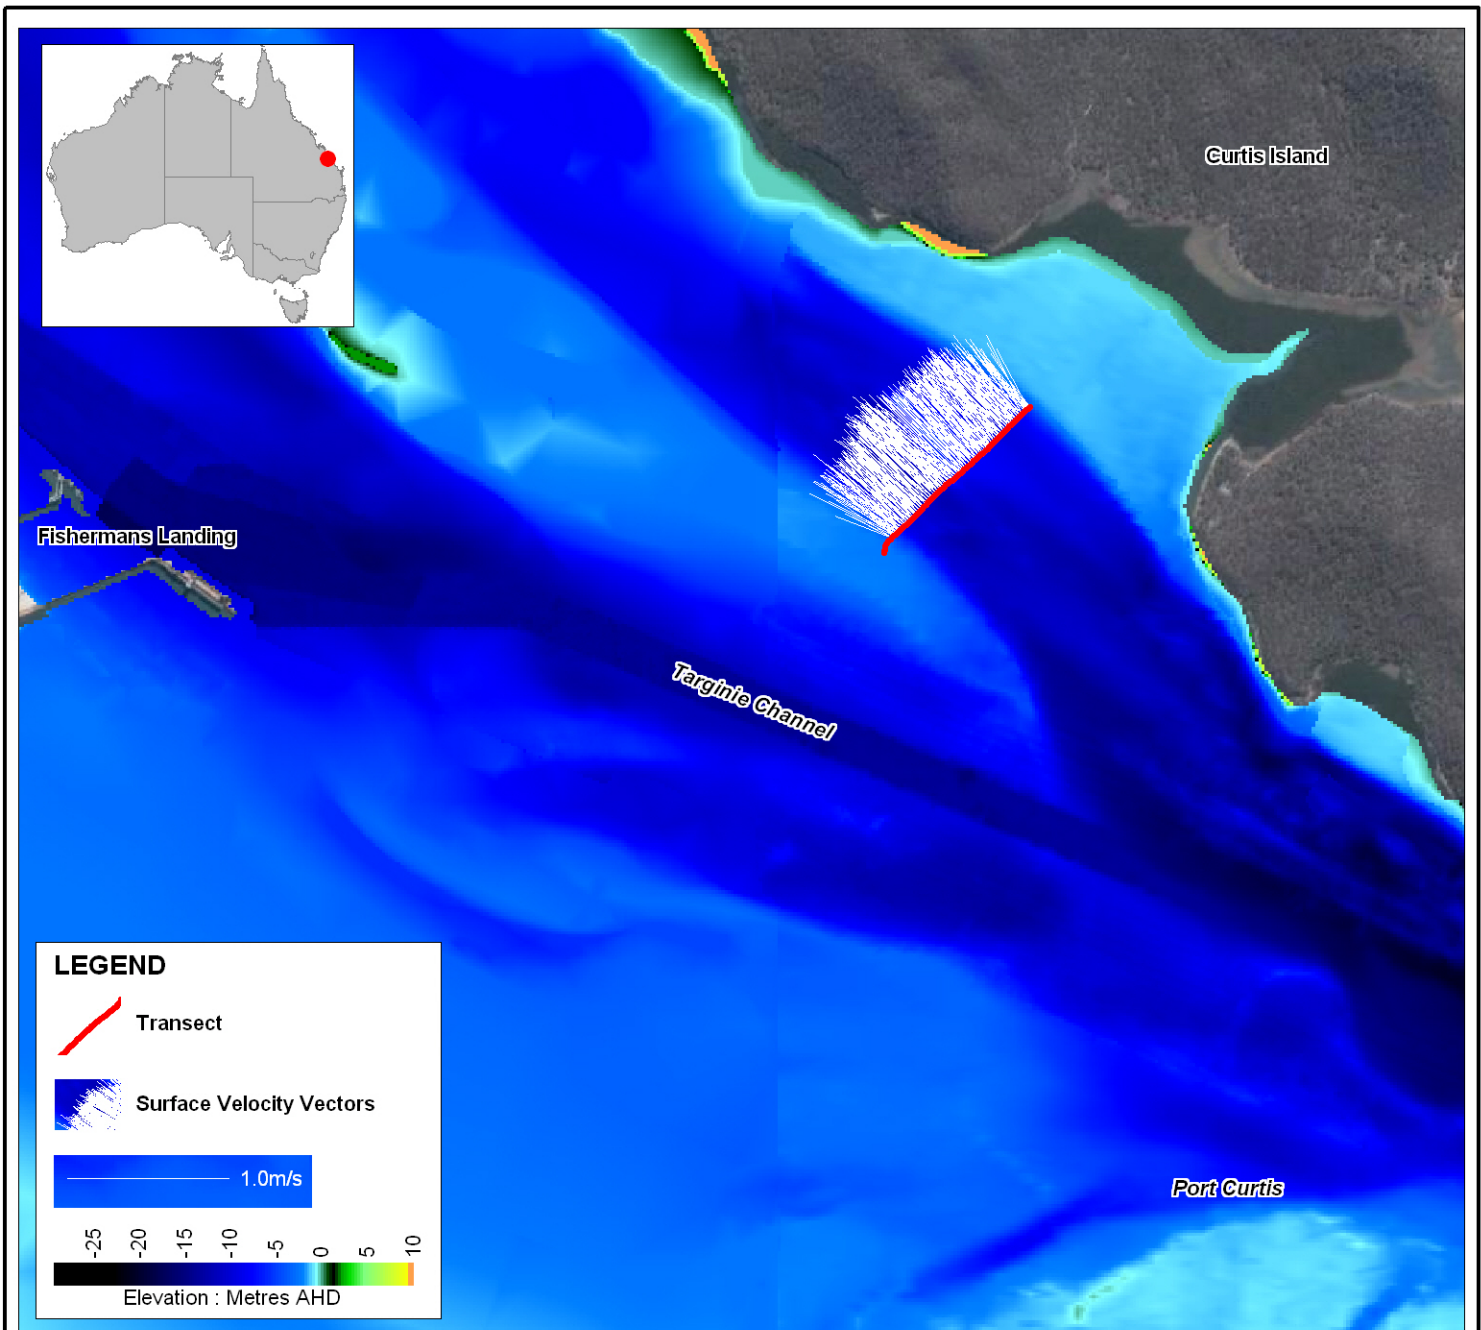 Curtis Island
Fishermans Landing
Targinie Channel
Port Curtis
LEGEND
Transect
Surface Velocity Vectors
1.0m/s
-25 -20 -15 -10 -5 0 5 10
Elevation : Metres AHD